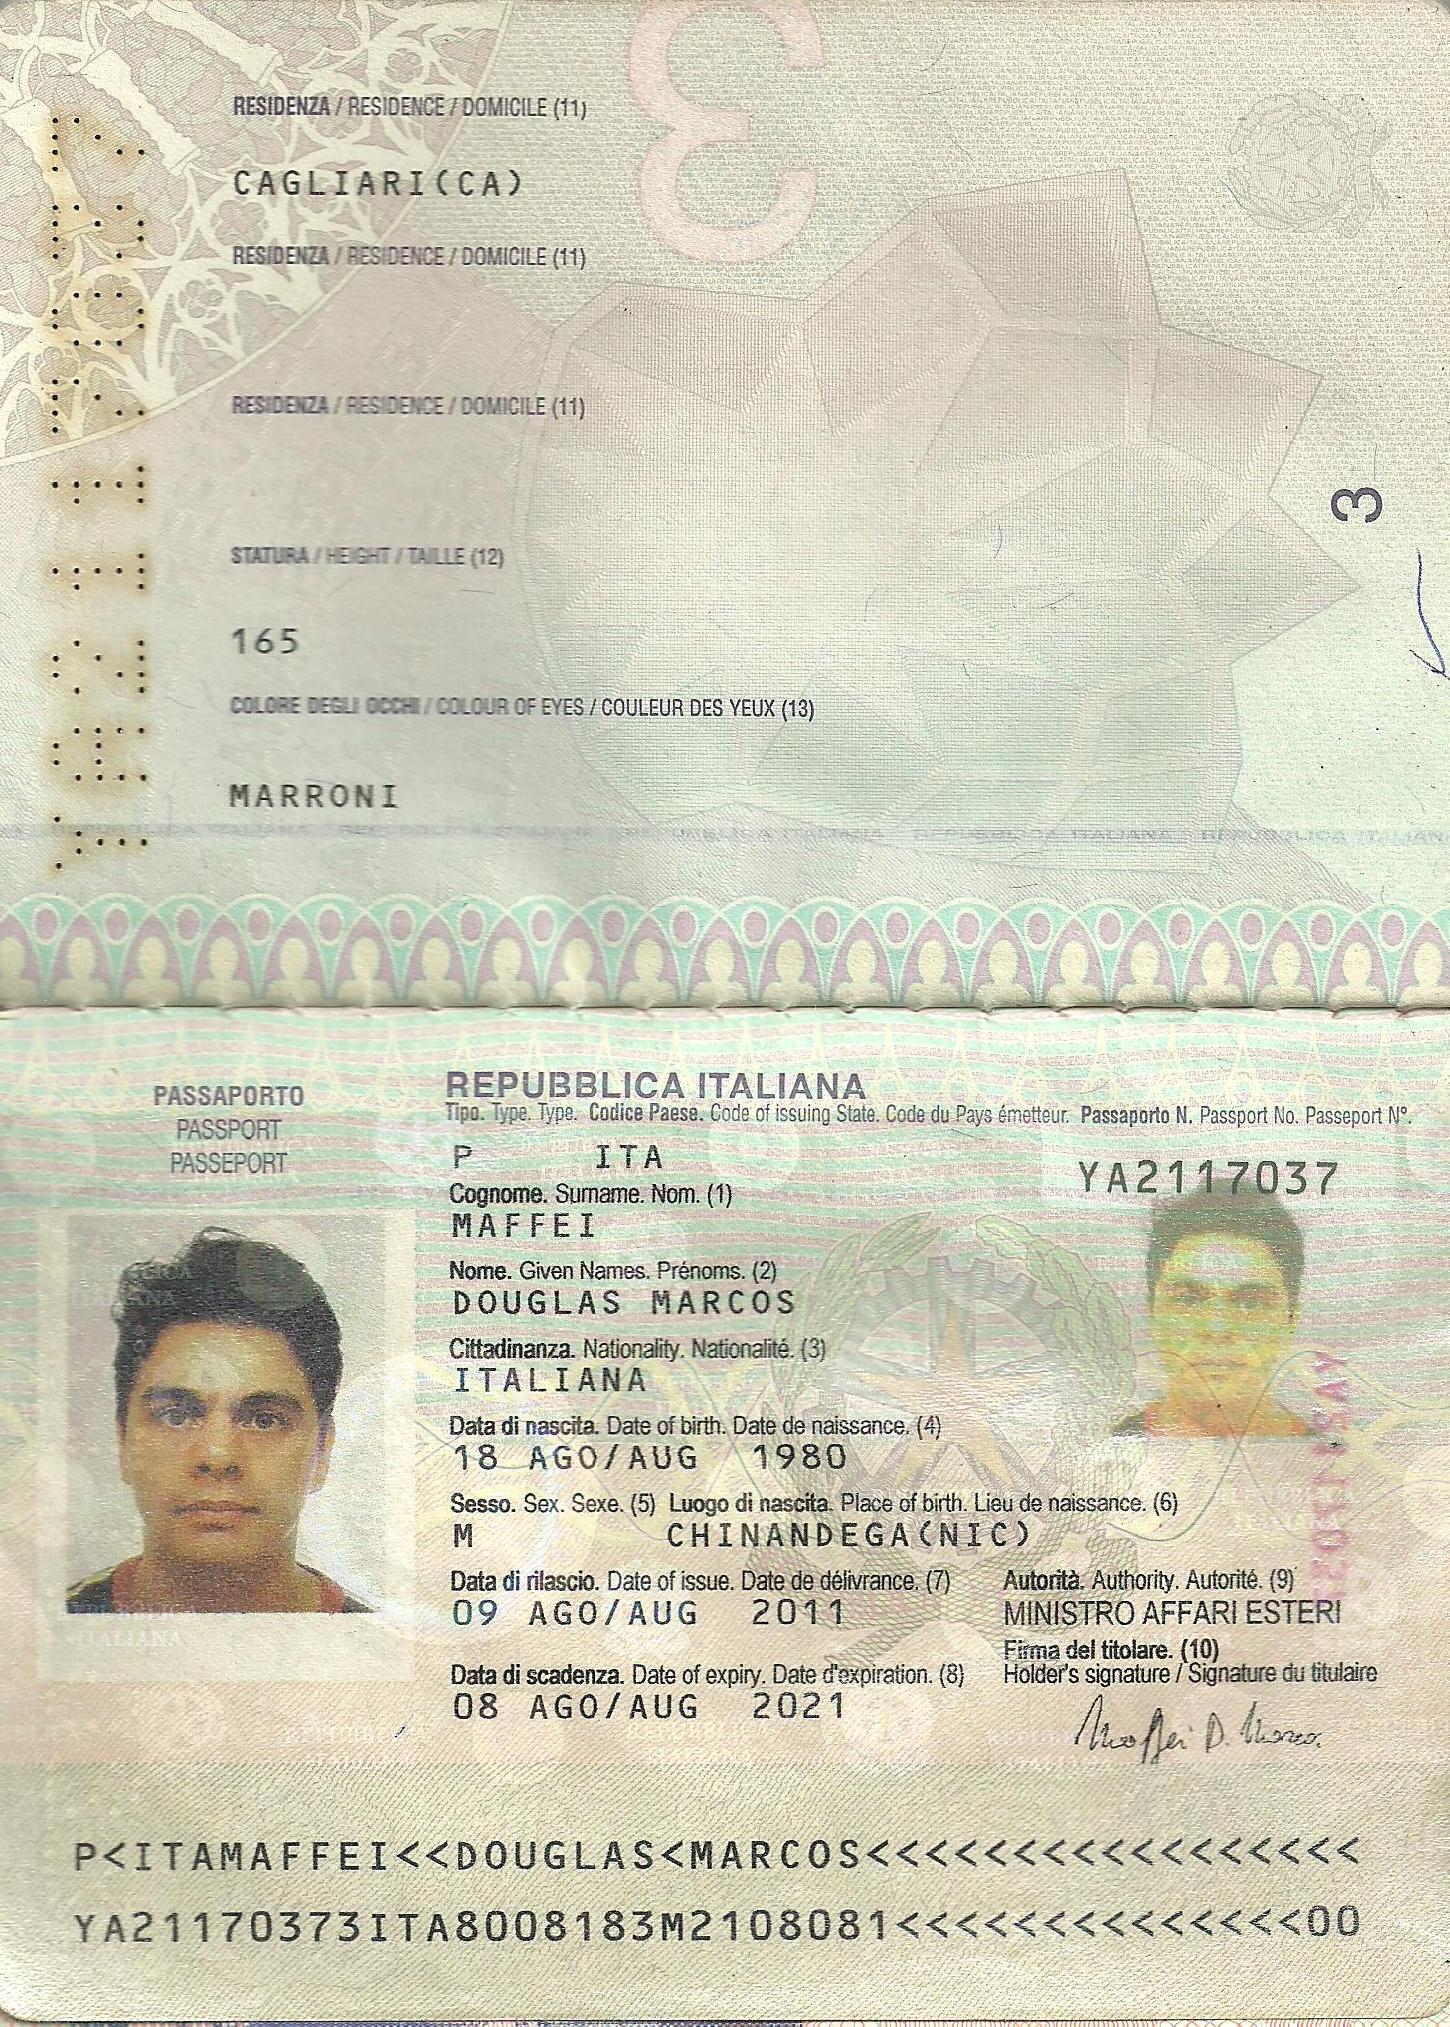 RESIDENZA / RESIDENCE / DOMICILE (11)
CAGLIARI(CA)
RESIDENZA / RESIDENCE / DOMICILE (11)
RESIDENZA / RESIDENCE / DOMICILE (11)
3
STATURA / HEIGHT / TAILLE (12)
165
COLORE DEGLI OCCHI / COLOUR OF EYES / COULEUR DES YEUX (13)
MARRONI
REPUBBLICA ITALIANA
PASSAPORTO
PASSPORT
PASSEPORT
REPUBBLICA ITALIANA
Tipo. Type. Type. Codice Paese. Code of issuing State. Code du Pays émetteur. Passaporto N. Passport No. Passeport N°.
P ITA YA2117037
Cognome. Surname. Nom. (1)
MAFFEI
Nome. Given Names. Prénoms. (2)
DOUGLAS MARCOS
Cittadinanza. Nationality. Nationalité. (3)
ITALIANA
Data di nascita. Date of birth. Date de naissance. (4)
18 AGO/AUG 1980
Sesso. Sex. Sexe. (5) Luogo di nascita. Place of birth. Lieu de naissance. (6)
M CHINANDEGA(NIC)
Data di rilascio. Date of issue. Date de délivrance. (7) Autorità. Authority. Autorité. (9)
09 AGO/AUG 2011 MINISTRO AFFARI ESTERI
Firma del titolare. (10)
Data di scadenza. Date of expiry. Date d'expiration. (8) Holder's signature / Signature du titulaire
08 AGO/AUG 2021
Maffei D. Marcos
P<ITAMAFFEI<<DOUGLAS<MARCOS<<<<<<<<<<<<<<<<<
YA21170373ITA8008183M2108081<<<<<<<<<<<<<<00